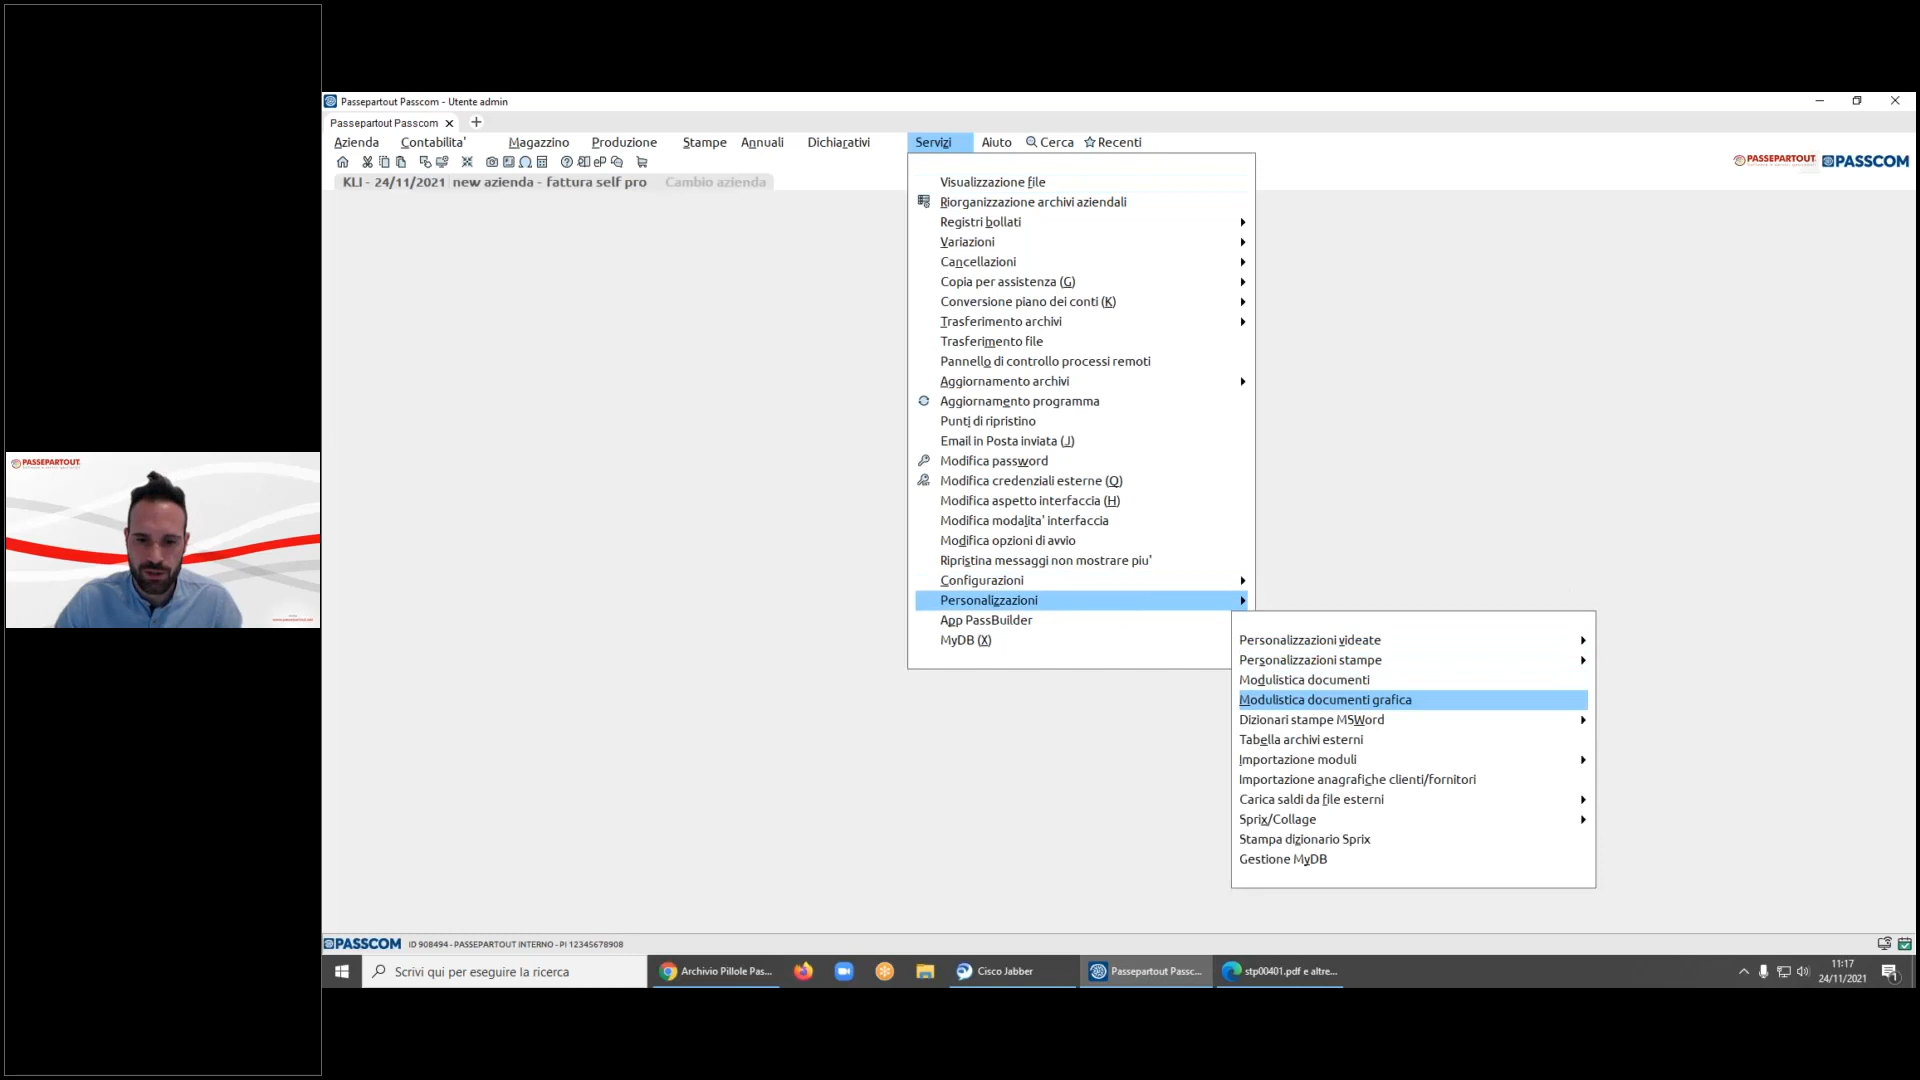 Passepartout Passcom - Utente admin
Passepartout Passcom
Azienda Contabilita' Magazzino Produzione Stampe Annuali Dichiarativi Servizi Aiuto Cerca Recenti
PASSEPARTOUT PASSCOM
KLI - 24/11/2021 new azienda - fattura self pro Cambio azienda
Visualizzazione file
Riorganizzazione archivi aziendali
Registri bollati
Variazioni
Cancellazioni
Copia per assistenza (G)
Conversione piano dei conti (K)
Trasferimento archivi
Trasferimento file
Pannello di controllo processi remoti
Aggiornamento archivi
Aggiornamento programma
Punti di ripristino
Email in Posta inviata (J)
Modifica password
Modifica credenziali esterne (Q)
Modifica aspetto interfaccia (H)
Modifica modalita' interfaccia
Modifica opzioni di avvio
Ripristina messaggi non mostrare piu'
Configurazioni
Personalizzazioni
App PassBuilder
MyDB (X)
Personalizzazioni videate
Personalizzazioni stampe
Modulistica documenti
Modulistica documenti grafica
Dizionari stampe MSWord
Tabella archivi esterni
Importazione moduli
Importazione anagrafiche clienti/fornitori
Carica saldi da file esterni
Sprix/Collage
Stampa dizionario Sprix
Gestione MyDB
PASSEPARTOUT
PASSCOM ID 908494 - PASSEPARTOUT INTERNO - PI 12345678908
Scrivi qui per eseguire la ricerca
Archivio Pillole Pas...
Cisco Jabber
Passepartout Passc...
stp00401.pdf e altre...
11:17
24/11/2021
1